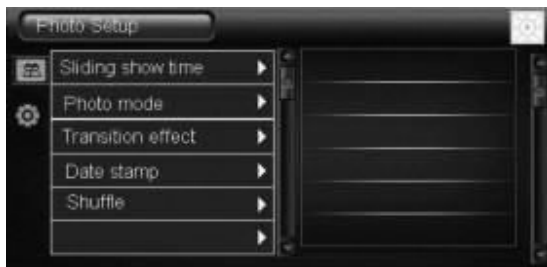 Photo Setup
Sliding show time
Photo mode
Transition effect
Date stamp
Shuffle